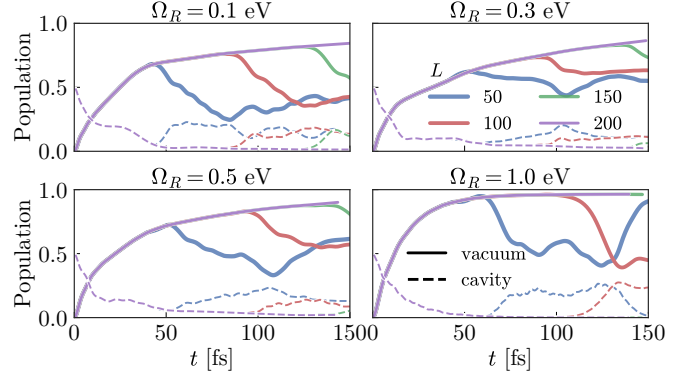 Ω_R = 0.1 eV
Ω_R = 0.3 eV
1.0
0.5
0.0
Population
L
50
100
150
200
Ω_R = 0.5 eV
Ω_R = 1.0 eV
1.0
0.5
0.0
Population
vacuum
cavity
0
50
100
150
0
50
100
150
t [fs]
t [fs]